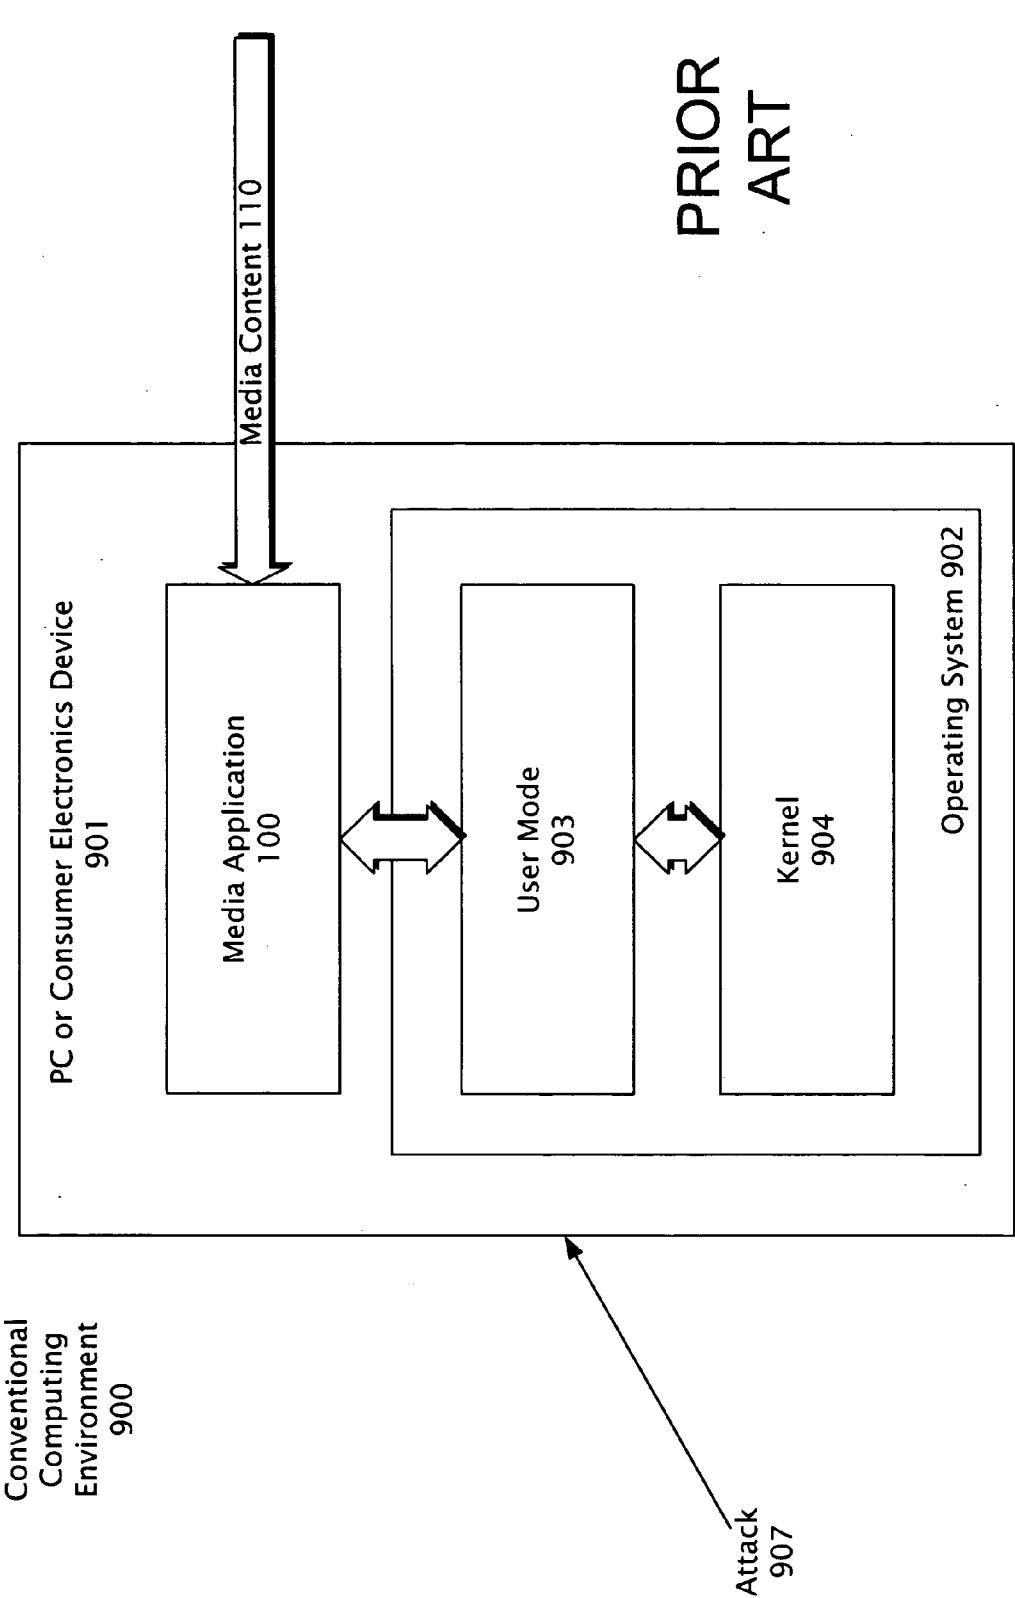 Conventional
Computing
Environment
900
PC or Consumer Electronics Device
901
Media Application
100
Media Content 110
User Mode
903
Kernel
904
Operating System 902
Attack
907
PRIOR
ART